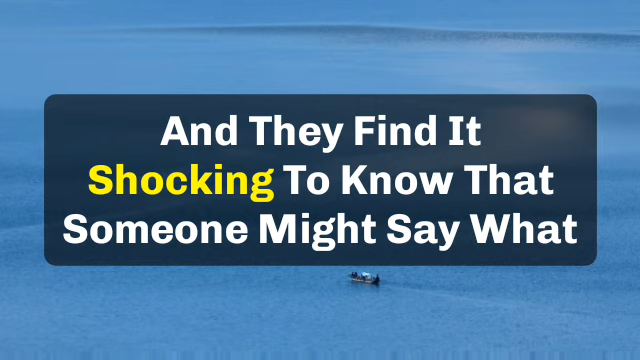 And They Find It
Shocking To Know That
Someone Might Say What